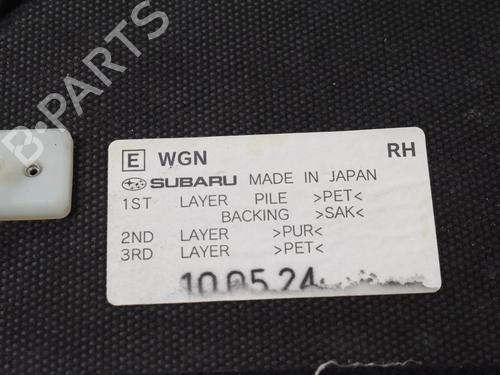 B-PARTS
E WGN RH
SUBARU MADE IN JAPAN
1ST LAYER PILE >PET<
BACKING >SAK<
2ND LAYER >PUR<
3RD LAYER >PET<
10.05.24